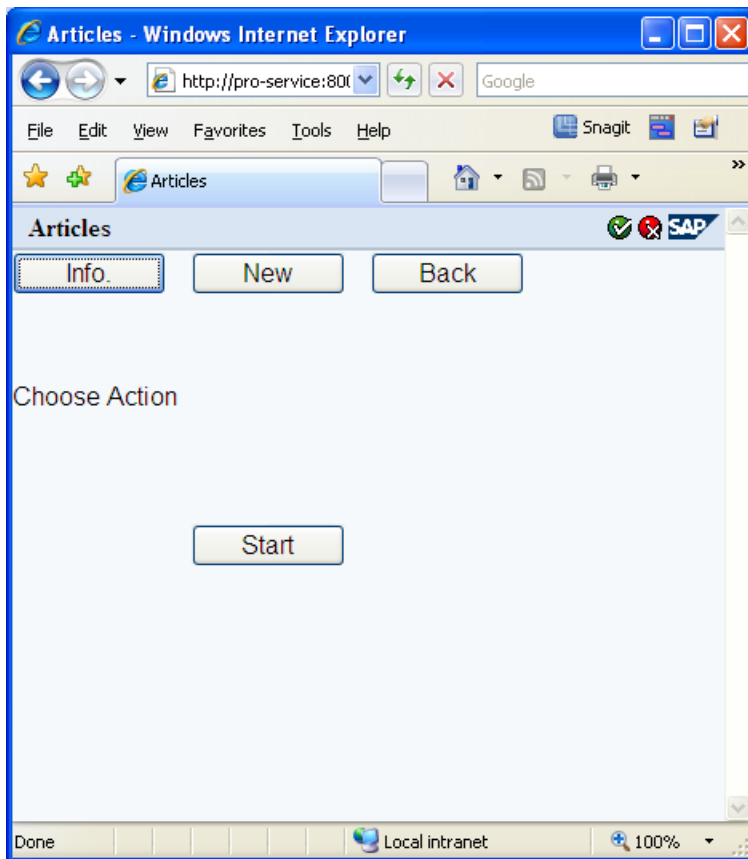 Articles - Windows Internet Explorer
http://pro-service:800
Google
File Edit View Favorites Tools Help Snagit
Articles
Articles SAP
Info. New Back
Choose Action
Start
Done Local intranet 100%